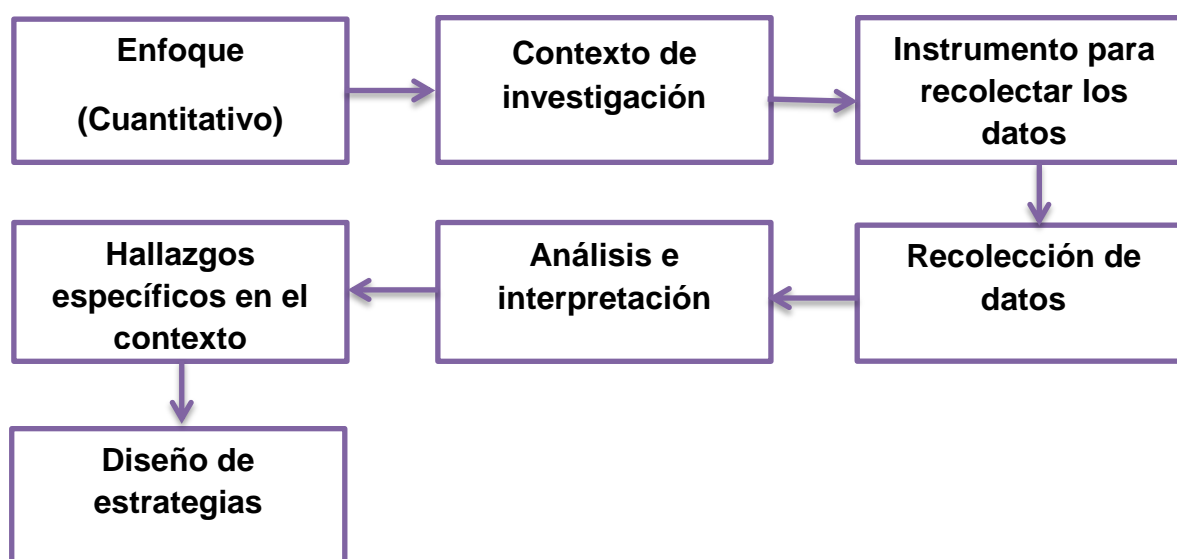 Enfoque
(Cuantitativo)
Contexto de
investigación
Instrumento para
recolectar los
datos
Recolección de
datos
Análisis e
interpretación
Hallazgos
específicos en el
contexto
Diseño de
estrategias